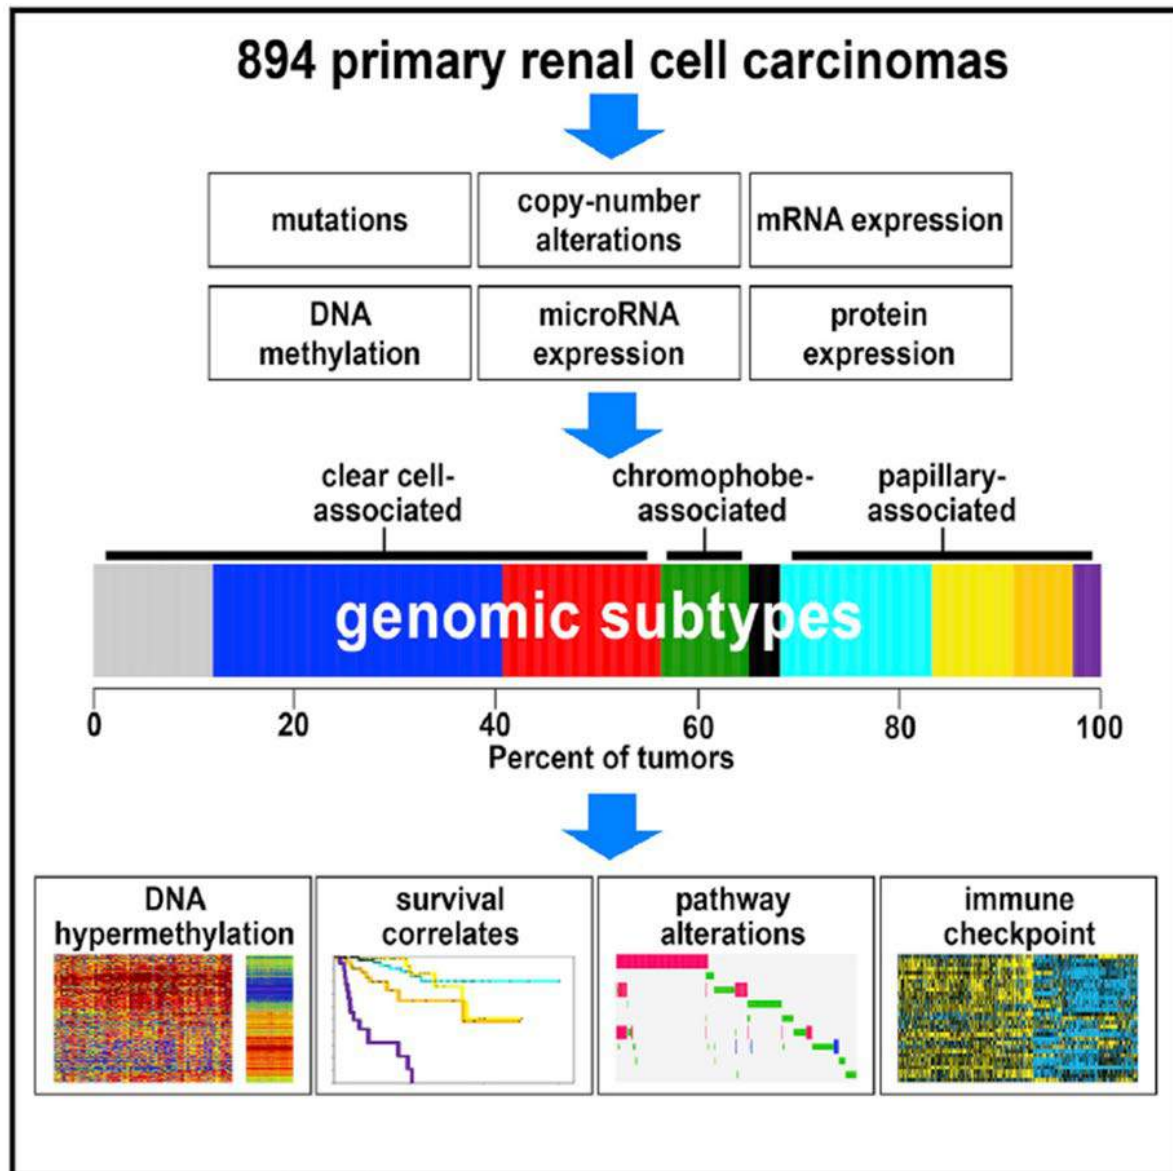 894 primary renal cell carcinomas
mutations
copy-number
alterations
mRNA expression
DNA
methylation
microRNA
expression
protein
expression
clear cell-
associated
chromophobe-
associated
papillary-
associated
genomic subtypes
0 20 40 60 80 100
Percent of tumors
DNA
hypermethylation
survival
correlates
pathway
alterations
immune
checkpoint